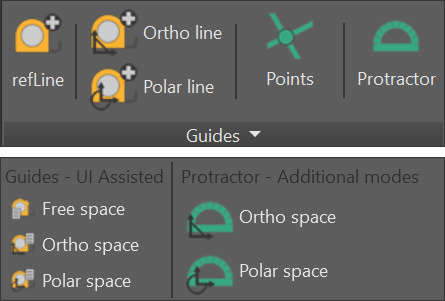 refLine
Ortho line
Polar line
Points
Protractor
Guides
Guides - UI Assisted
Free space
Ortho space
Polar space
Protractor - Additional modes
Ortho space
Polar space